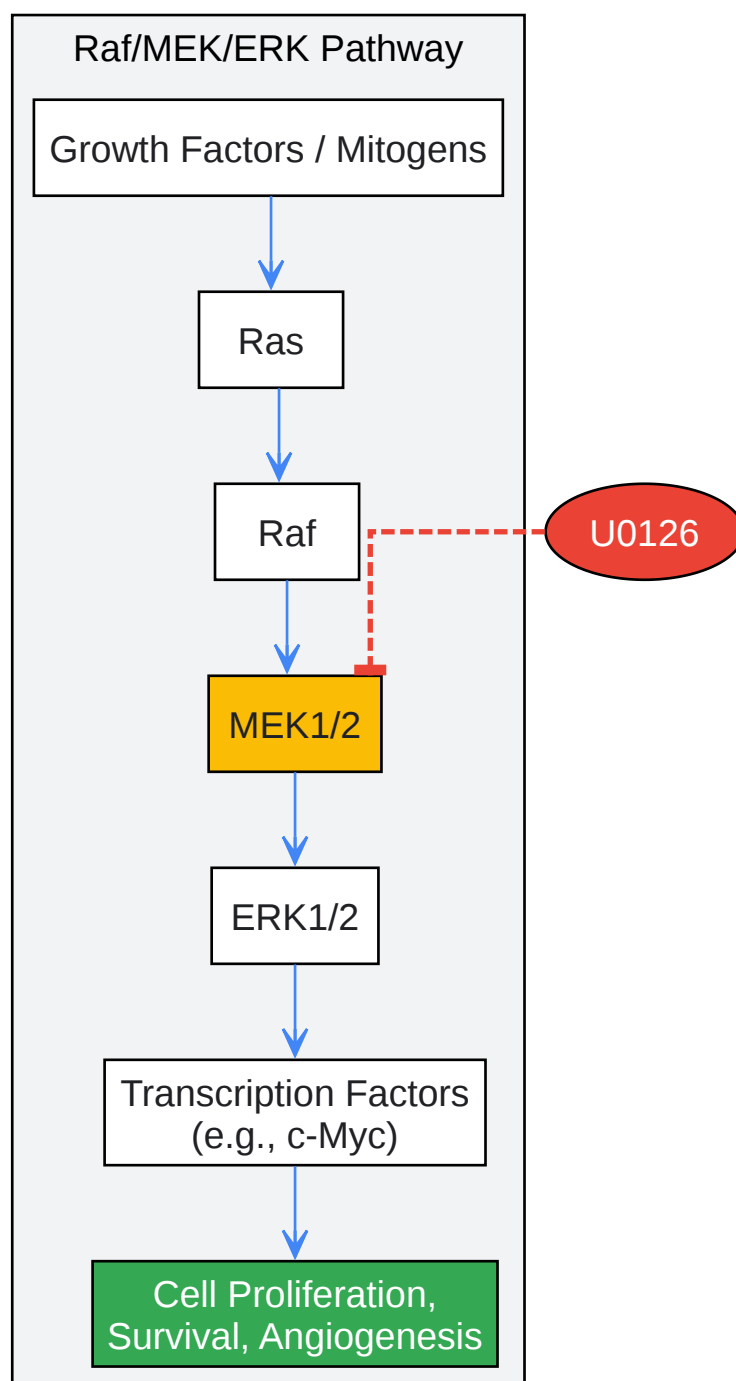 Raf/MEK/ERK Pathway
Growth Factors / Mitogens
Ras
Raf
U0126
MEK1/2
ERK1/2
Transcription Factors
(e.g., c-Myc)
Cell Proliferation,
Survival, Angiogenesis